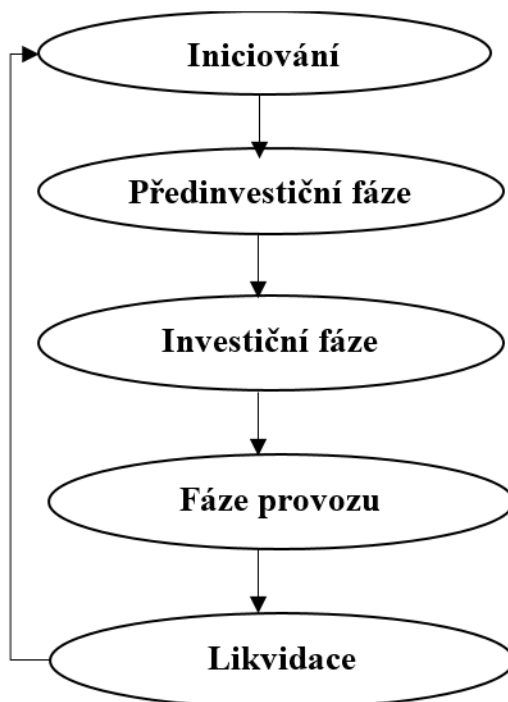 Iniciování
Předinvestiční fáze
Investiční fáze
Fáze provozu
Likvidace